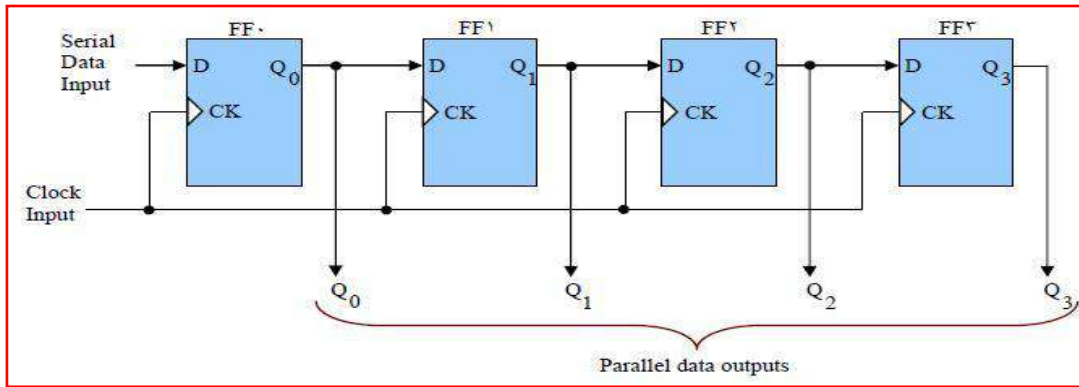 FF٠
FF١
FF٢
FF٣
Serial
Data
Input
D
Q0
D
Q1
D
Q2
D
Q3
CK
CK
CK
CK
Clock
Input
Q0
Q1
Q2
Q3
Parallel data outputs